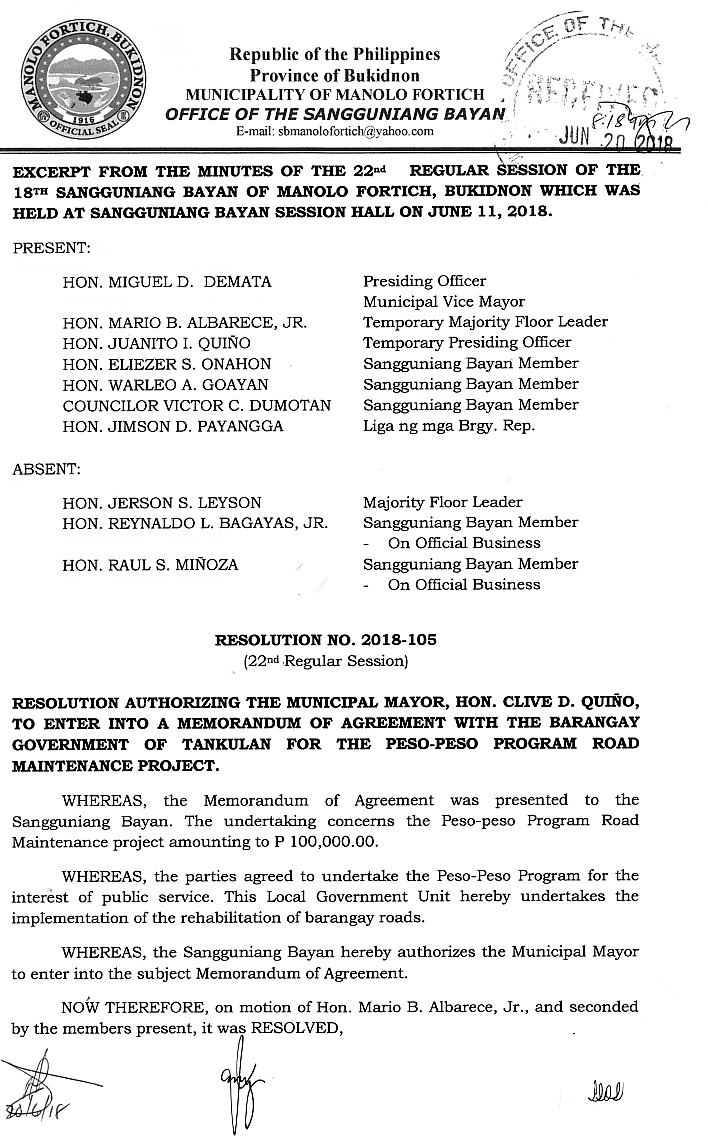 MANOLO FORTICH, BUKIDNON
1916
OFFICIAL SEAL
Republic of the Philippines
Province of Bukidnon
MUNICIPALITY OF MANOLO FORTICH
OFFICE OF THE SANGGUNIANG BAYAN
E-mail: sbmanolofortich@yahoo.com
OFFICE OF THE
RECEIVED
JUN 20 2018
EXCERPT FROM THE MINUTES OF THE 22nd REGULAR SESSION OF THE
18TH SANGGUNIANG BAYAN OF MANOLO FORTICH, BUKIDNON WHICH WAS
HELD AT SANGGUNIANG BAYAN SESSION HALL ON JUNE 11, 2018.
PRESENT:
HON. MIGUEL D. DEMATA Presiding Officer
Municipal Vice Mayor
HON. MARIO B. ALBARECE, JR. Temporary Majority Floor Leader
HON. JUANITO I. QUIÑO Temporary Presiding Officer
HON. ELIEZER S. ONAHON Sangguniang Bayan Member
HON. WARLEO A. GOAYAN Sangguniang Bayan Member
COUNCILOR VICTOR C. DUMOTAN Sangguniang Bayan Member
HON. JIMSON D. PAYANGGA Liga ng mga Brgy. Rep.
ABSENT:
HON. JERSON S. LEYSON Majority Floor Leader
HON. REYNALDO L. BAGAYAS, JR. Sangguniang Bayan Member
- On Official Business
HON. RAUL S. MIÑOZA Sangguniang Bayan Member
- On Official Business
RESOLUTION NO. 2018-105
(22nd Regular Session)
RESOLUTION AUTHORIZING THE MUNICIPAL MAYOR, HON. CLIVE D. QUIÑO,
TO ENTER INTO A MEMORANDUM OF AGREEMENT WITH THE BARANGAY
GOVERNMENT OF TANKULAN FOR THE PESO-PESO PROGRAM ROAD
MAINTENANCE PROJECT.
WHEREAS, the Memorandum of Agreement was presented to the
Sangguniang Bayan. The undertaking concerns the Peso-peso Program Road
Maintenance project amounting to P 100,000.00.
WHEREAS, the parties agreed to undertake the Peso-Peso Program for the
interest of public service. This Local Government Unit hereby undertakes the
implementation of the rehabilitation of barangay roads.
WHEREAS, the Sangguniang Bayan hereby authorizes the Municipal Mayor
to enter into the subject Memorandum of Agreement.
NOW THEREFORE, on motion of Hon. Mario B. Albarece, Jr., and seconded
by the members present, it was RESOLVED,